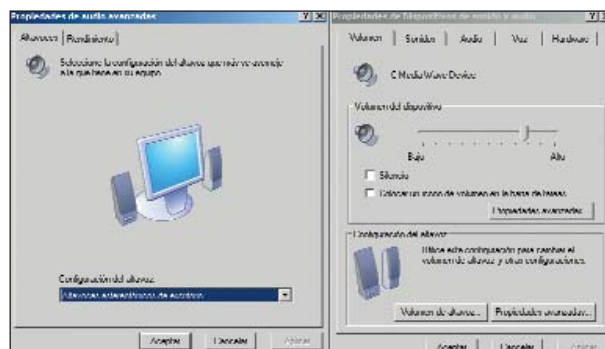 Propiedades de audio avanzadas
Altavoces
Rendimiento
Seleccione la configuración del altavoz que más se asemeje
a la que tiene en su equipo.
Configuración del altavoz:
Altavoces estereofónicos de escritorio
Aceptar
Cancelar
Aplicar
Propiedades de Dispositivos de sonido y audio
Volumen
Sonidos
Audio
Voz
Hardware
C-Media Wave Device
Volumen del dispositivo
Bajo
Alto
Silencio
Colocar un icono de volumen en la barra de tareas
Propiedades avanzadas...
Configuración del altavoz
Utilice esta configuración para cambiar el
volumen de altavoz y otras configuraciones.
Volumen de altavoz...
Propiedades avanzadas...
Aceptar
Cancelar
Aplicar